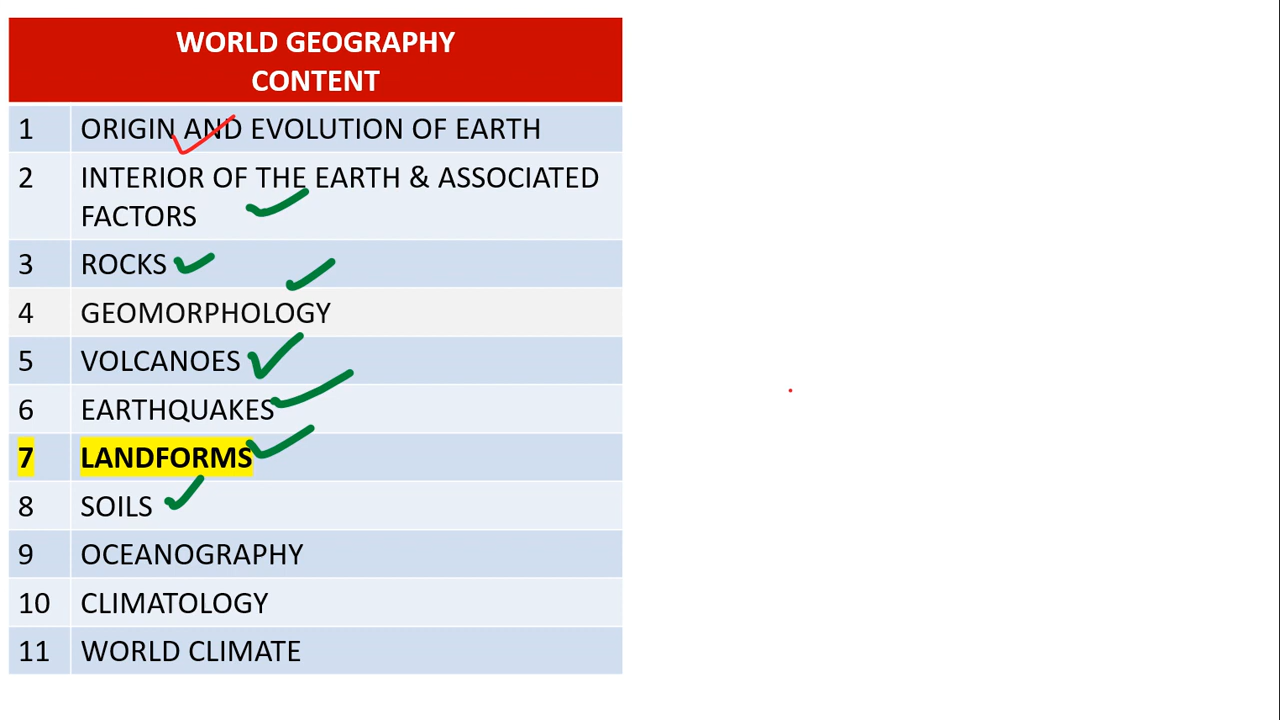 WORLD GEOGRAPHY
CONTENT
1 ORIGIN AND EVOLUTION OF EARTH
2 INTERIOR OF THE EARTH & ASSOCIATED
FACTORS
3 ROCKS
4 GEOMORPHOLOGY
5 VOLCANOES
6 EARTHQUAKES
7 LANDFORMS
8 SOILS
9 OCEANOGRAPHY
10 CLIMATOLOGY
11 WORLD CLIMATE